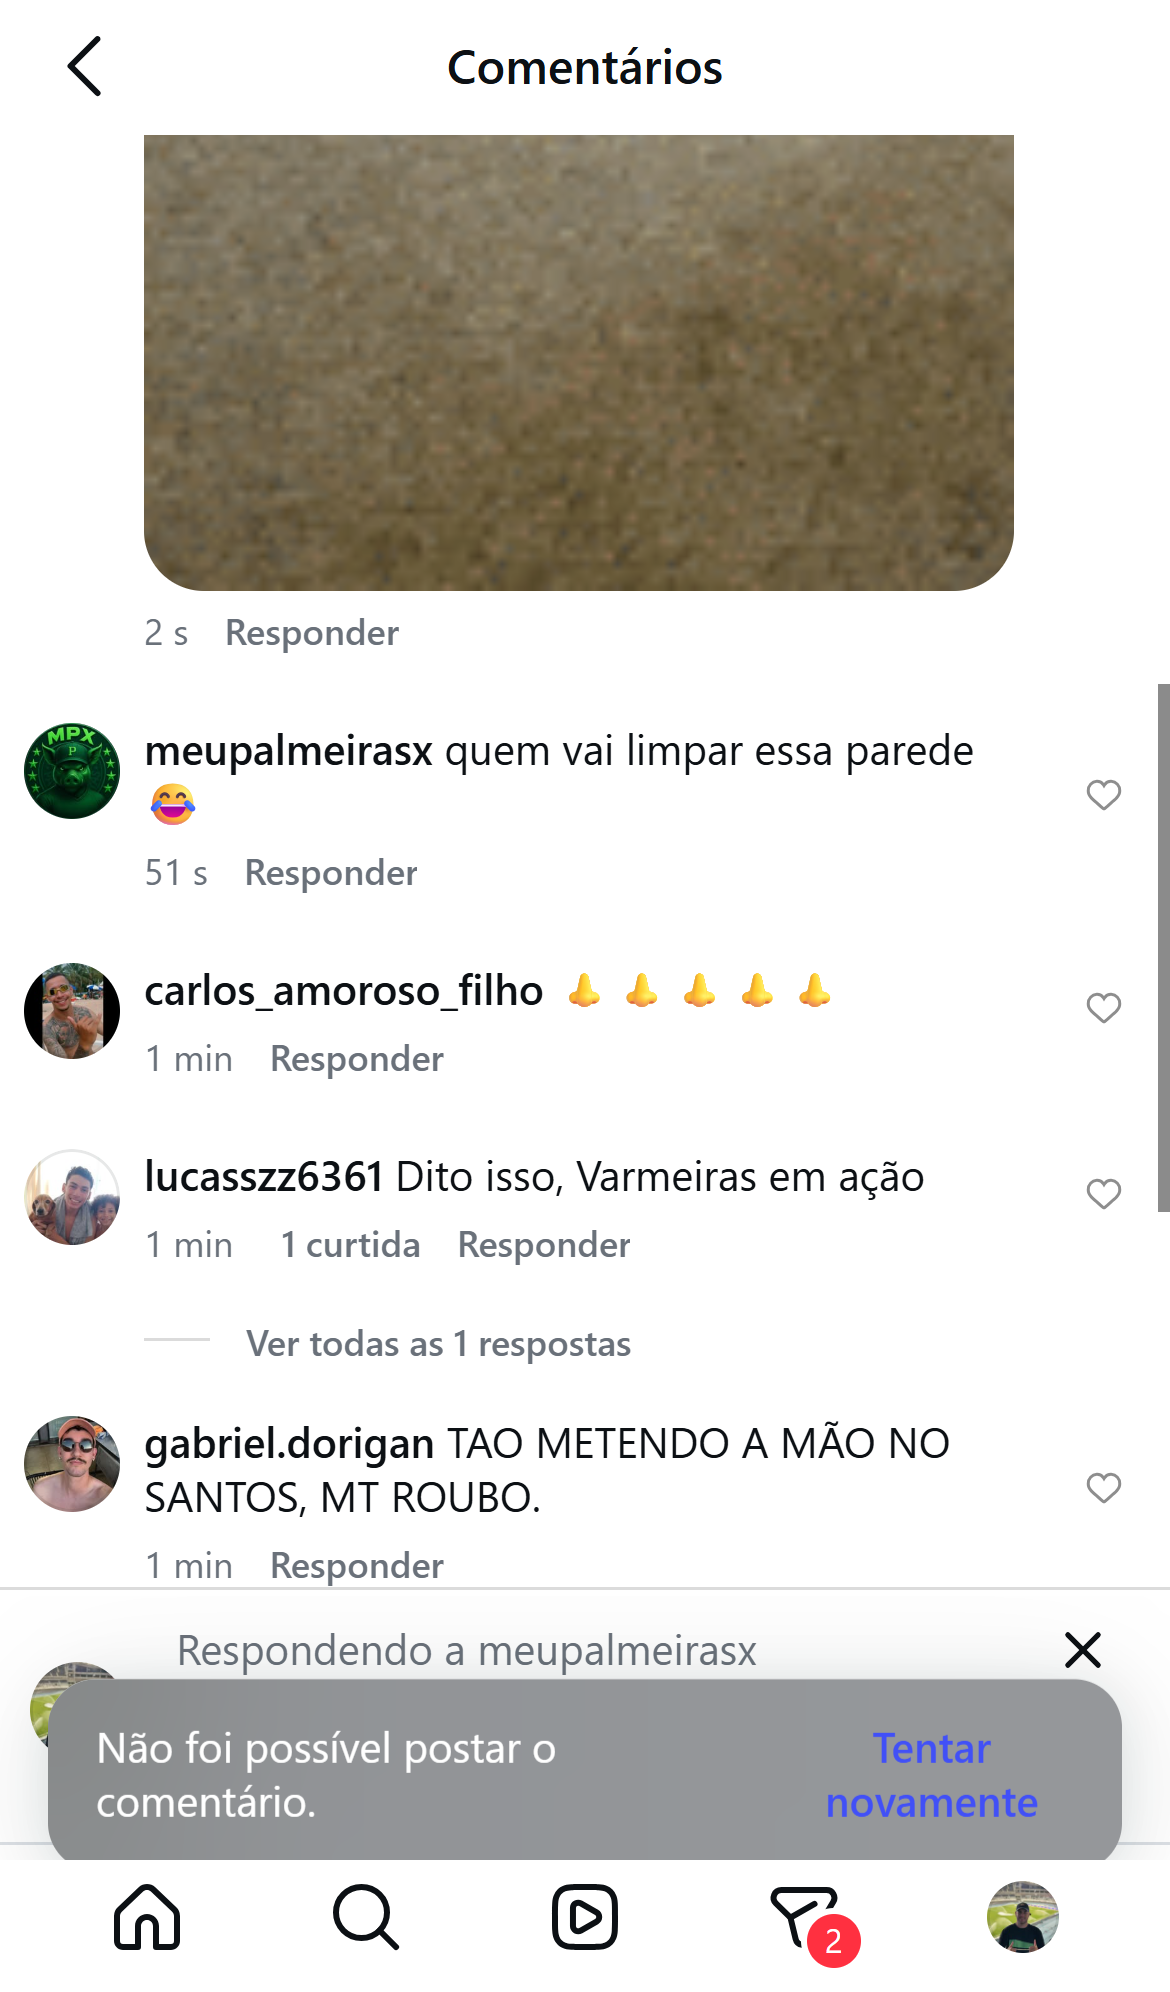 Comentários
2 s Responder
MPX
P
meupalmeirasx quem vai limpar essa parede
😂
51 s Responder
carlos_amoroso_filho 👃 👃 👃 👃 👃
1 min Responder
lucasszz6361 Dito isso, Varmeiras em ação
1 min 1 curtida Responder
Ver todas as 1 respostas
gabriel.dorigan TAO METENDO A MÃO NO
SANTOS, MT ROUBO.
1 min Responder
Respondendo a meupalmeirasx
Não foi possível postar o
comentário.
Tentar
novamente
2